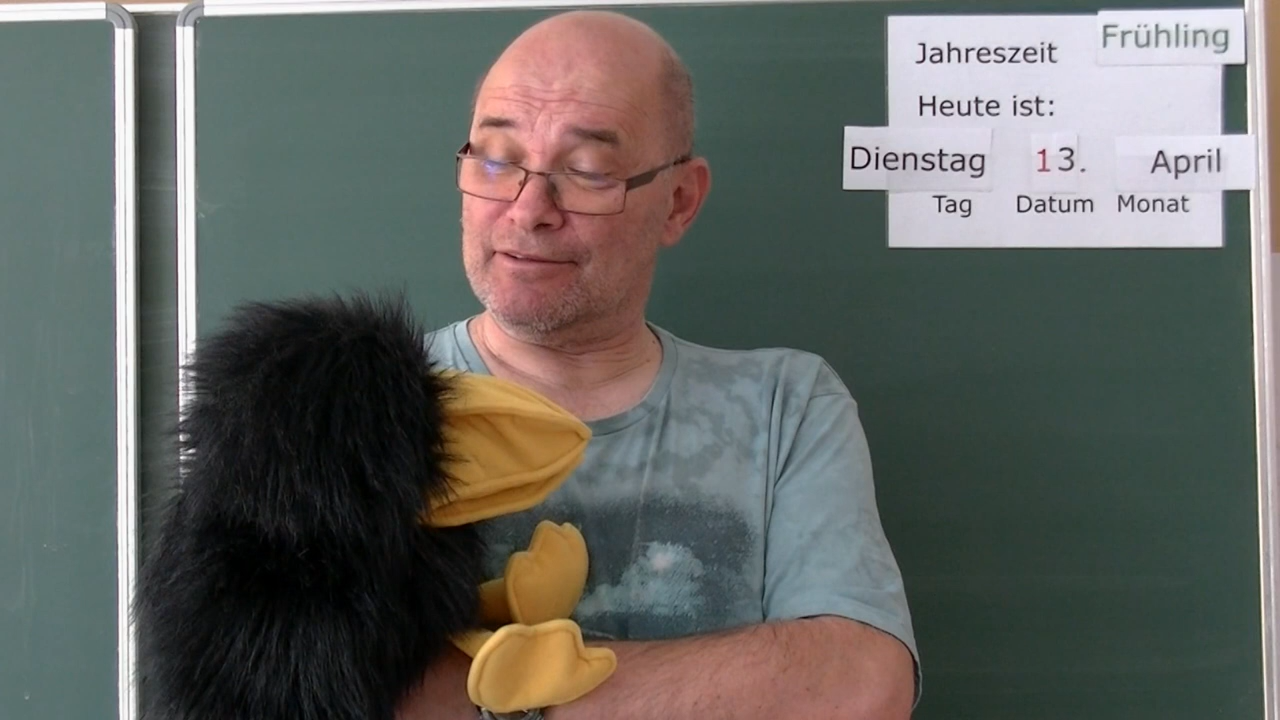 Jahreszeit Frühling
Heute ist:
Dienstag 13. April
Tag Datum Monat